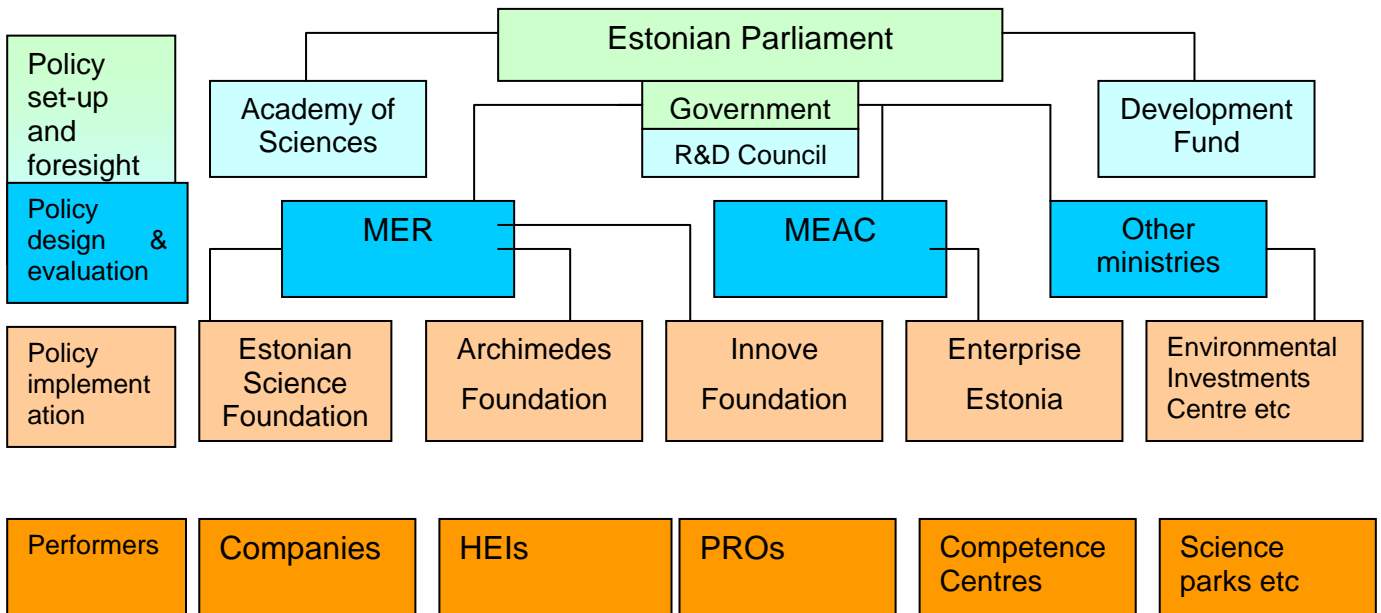 Estonian Parliament
Policy
set-up
and
foresight
Academy of
Sciences
Government
R&D Council
Development
Fund
Policy
design &
evaluation
MER
MEAC
Other
ministries
Policy
implement
ation
Estonian
Science
Foundation
Archimedes
Foundation
Innove
Foundation
Enterprise
Estonia
Environmental
Investments
Centre etc
Performers
Companies
HEIs
PROs
Competence
Centres
Science
parks etc